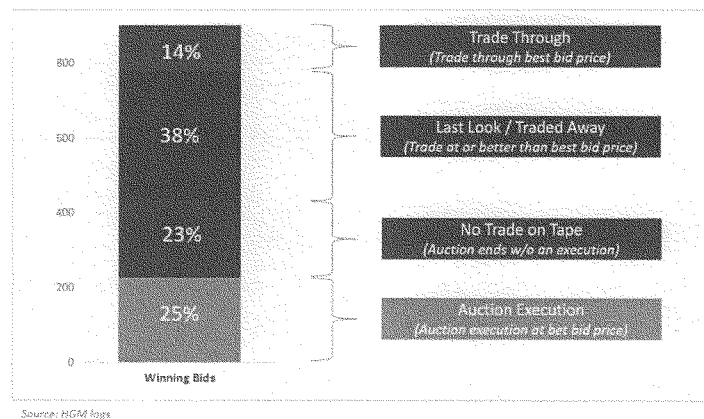 14%
Trade Through
(Trade through best bid price)
800
Last Look / Traded Away
38%
(Trade at or better than best bid price)
600
400
No Trade on Tape
23%
(Auction ends w/o an execution)
200
Auction Execution
25%
(Auction execution at bet bid price)
0
Winning Bids
Source: HGM logs